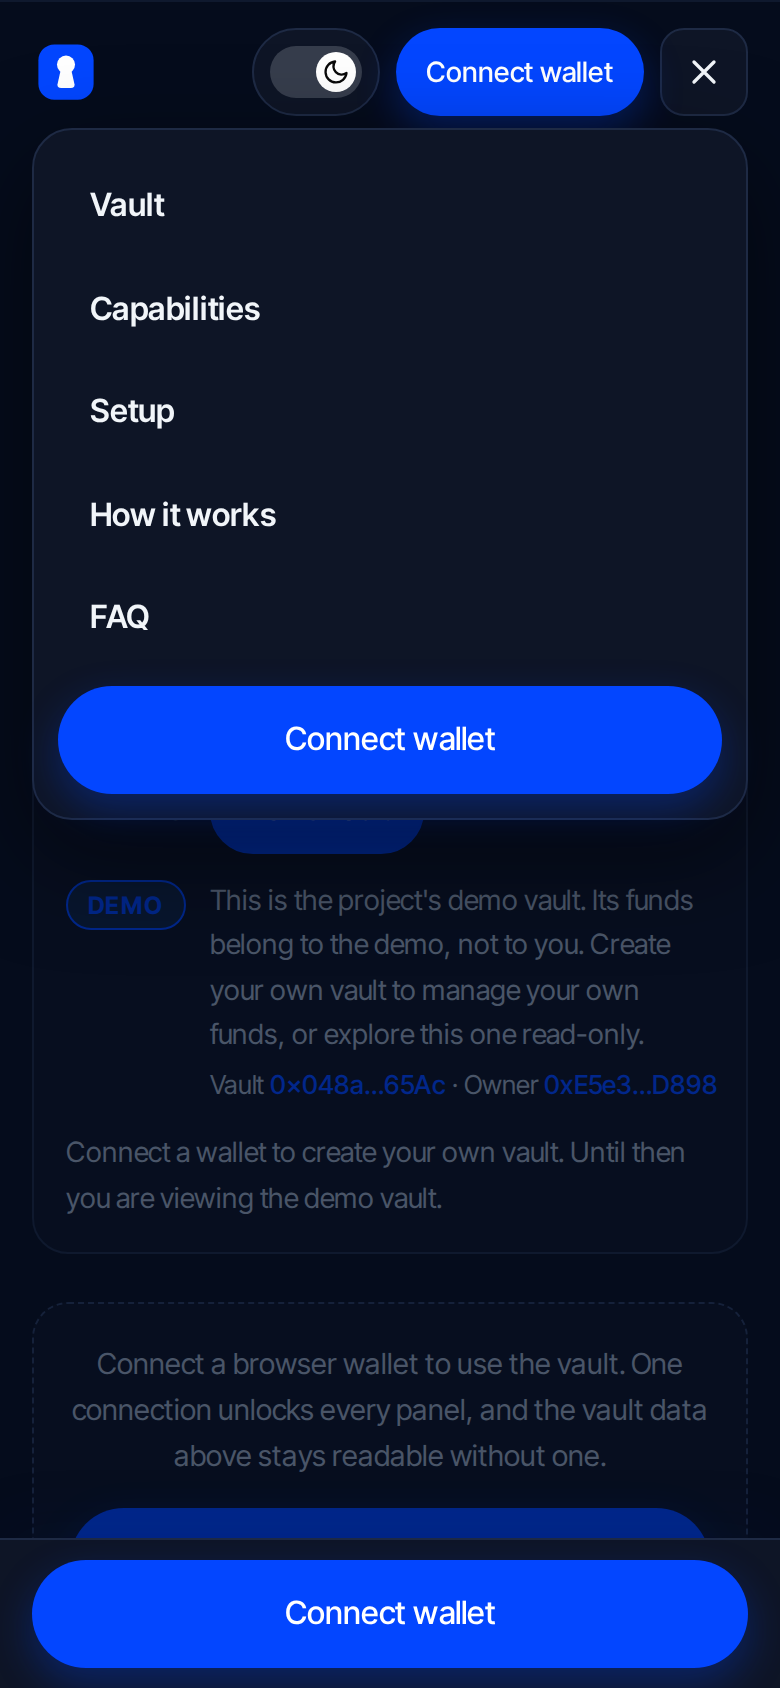 Connect wallet
Vault
Capabilities
Setup
How it works
FAQ
Connect wallet
DEMO
This is the project's demo vault. Its funds
belong to the demo, not to you. Create
your own vault to manage your own
funds, or explore this one read-only.
Vault 0×048a...65Ac · Owner 0xE5e3...D898
Connect a wallet to create your own vault. Until then
you are viewing the demo vault.
Connect a browser wallet to use the vault. One
connection unlocks every panel, and the vault data
above stays readable without one.
Connect wallet